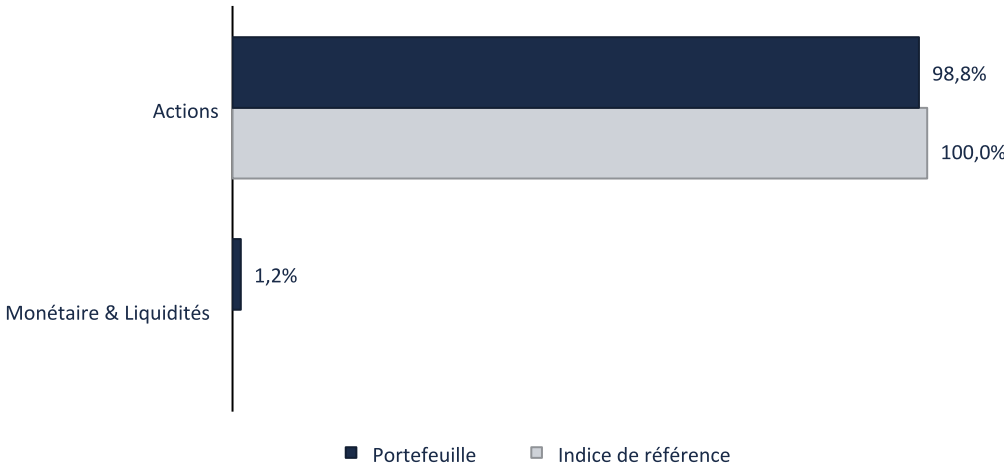 98,8%
Actions
100,0%
1,2%
Monétaire & Liquidités
Portefeuille
Indice de référence